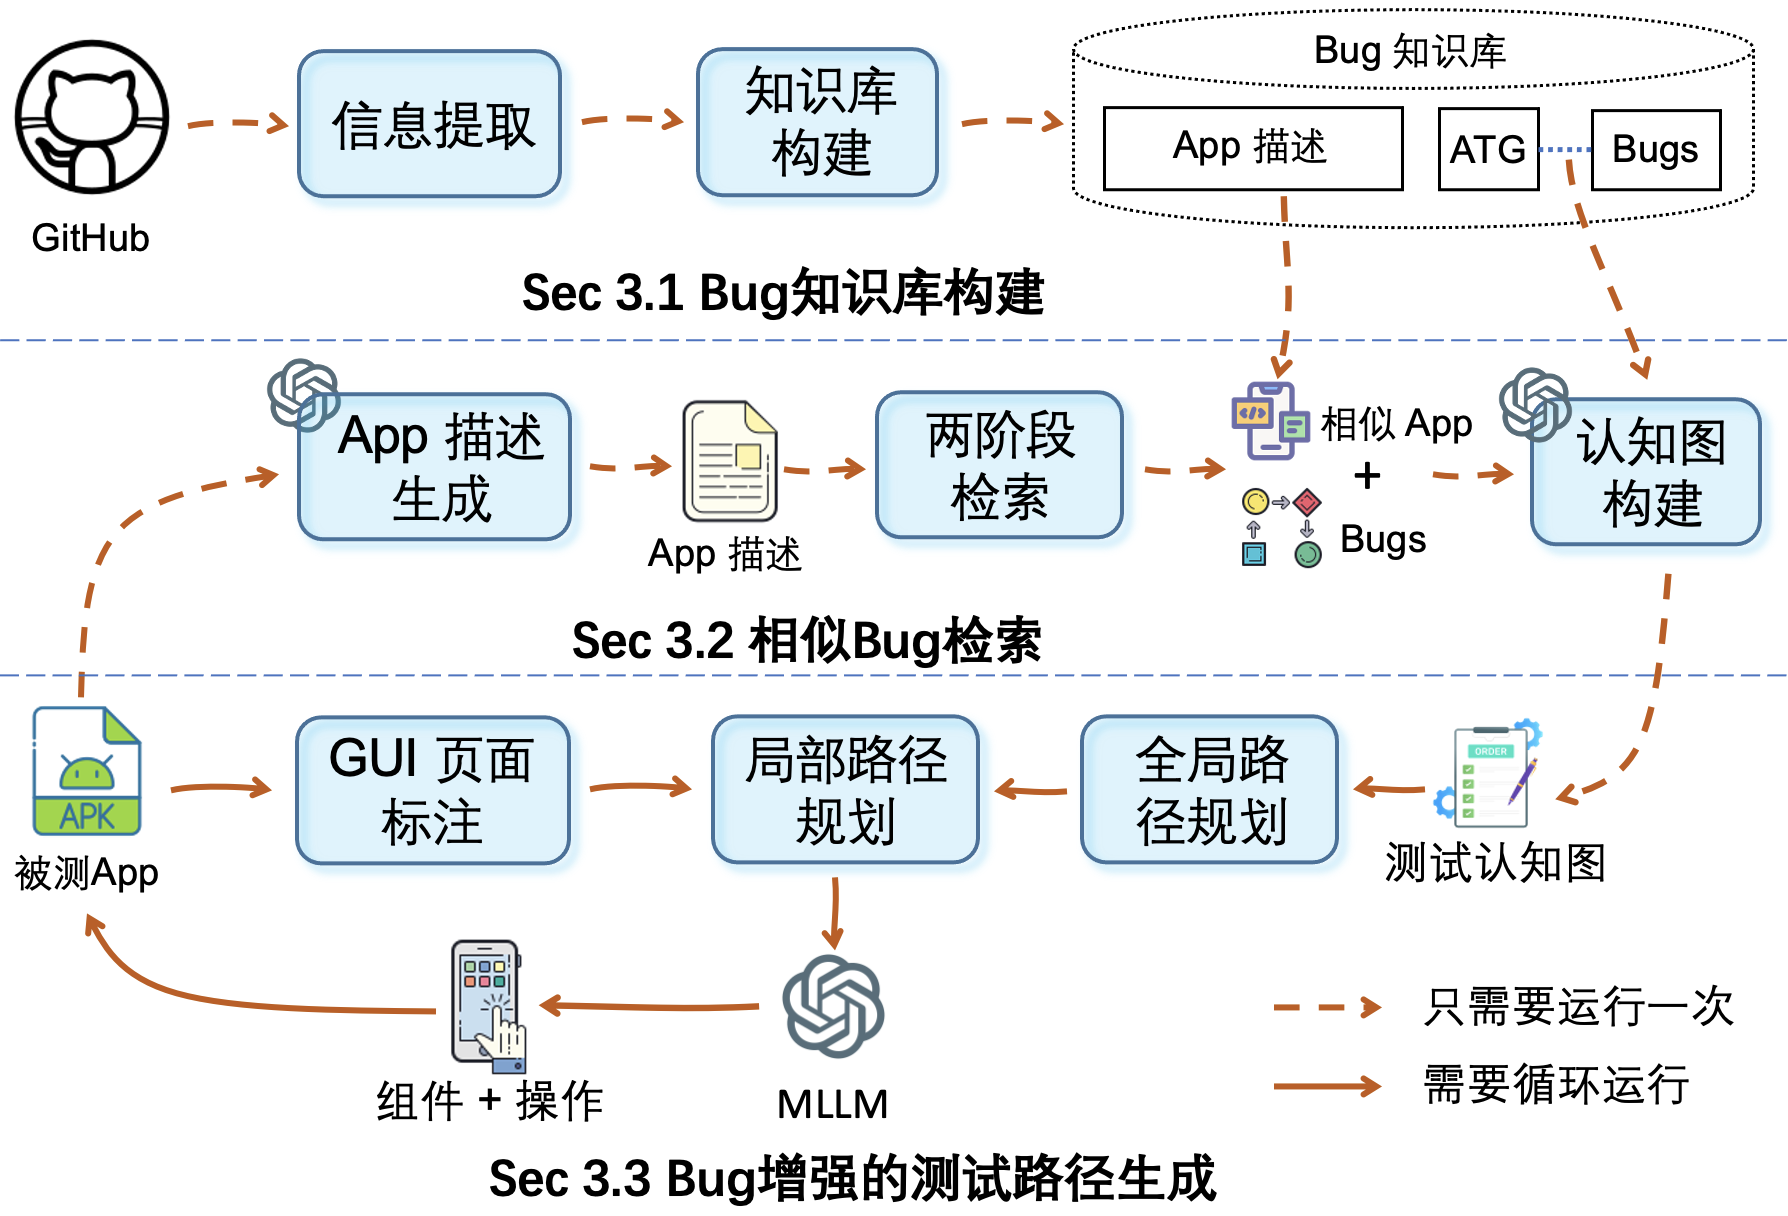 Bug 知识库
信息提取
知识库
构建
App 描述
ATG
Bugs
GitHub
Sec 3.1 Bug知识库构建
App 描述
生成
App 描述
两阶段
检索
相似 App
+
Bugs
认知图
构建
Sec 3.2 相似Bug检索
APK
被测App
GUI 页面
标注
局部路径
规划
全局路
径规划
ORDER
测试认知图
组件 + 操作
MLLM
只需要运行一次
需要循环运行
Sec 3.3 Bug增强的测试路径生成